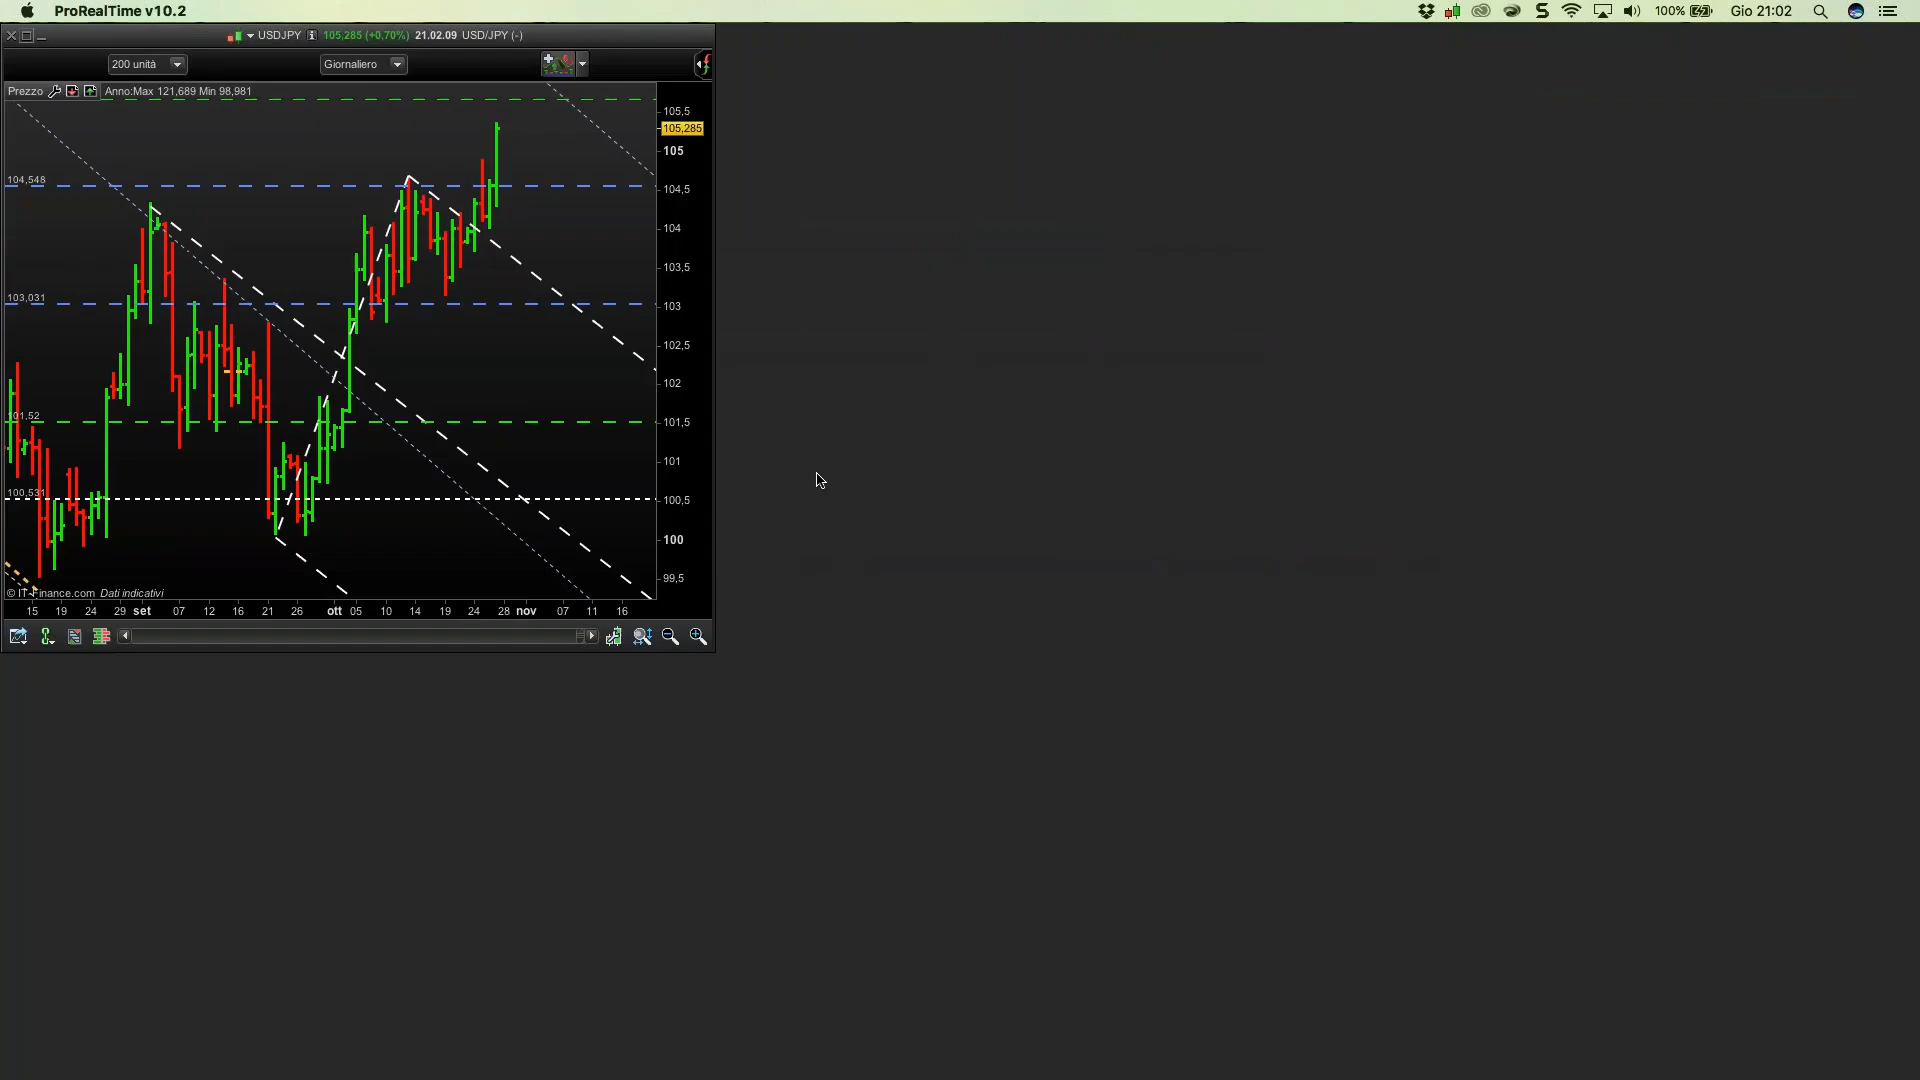 ProRealTime v10.2
100%
Gio 21:02
USDJPY 105,285 (+0,70%) 21.02.09 USD/JPY (-)
200 unità
Giornaliero
Prezzo
Anno:Max 121,689 Min 98,981
105,5
105,285
105
104,548
104,5
104
103,5
103,031
103
102,5
102
101,52
101,5
101
100,531
100,5
100
99,5
© IT-Finance.com Dati indicativi
15 19 24 29 set 07 12 16 21 26 ott 05 10 14 19 24 28 nov 07 11 16